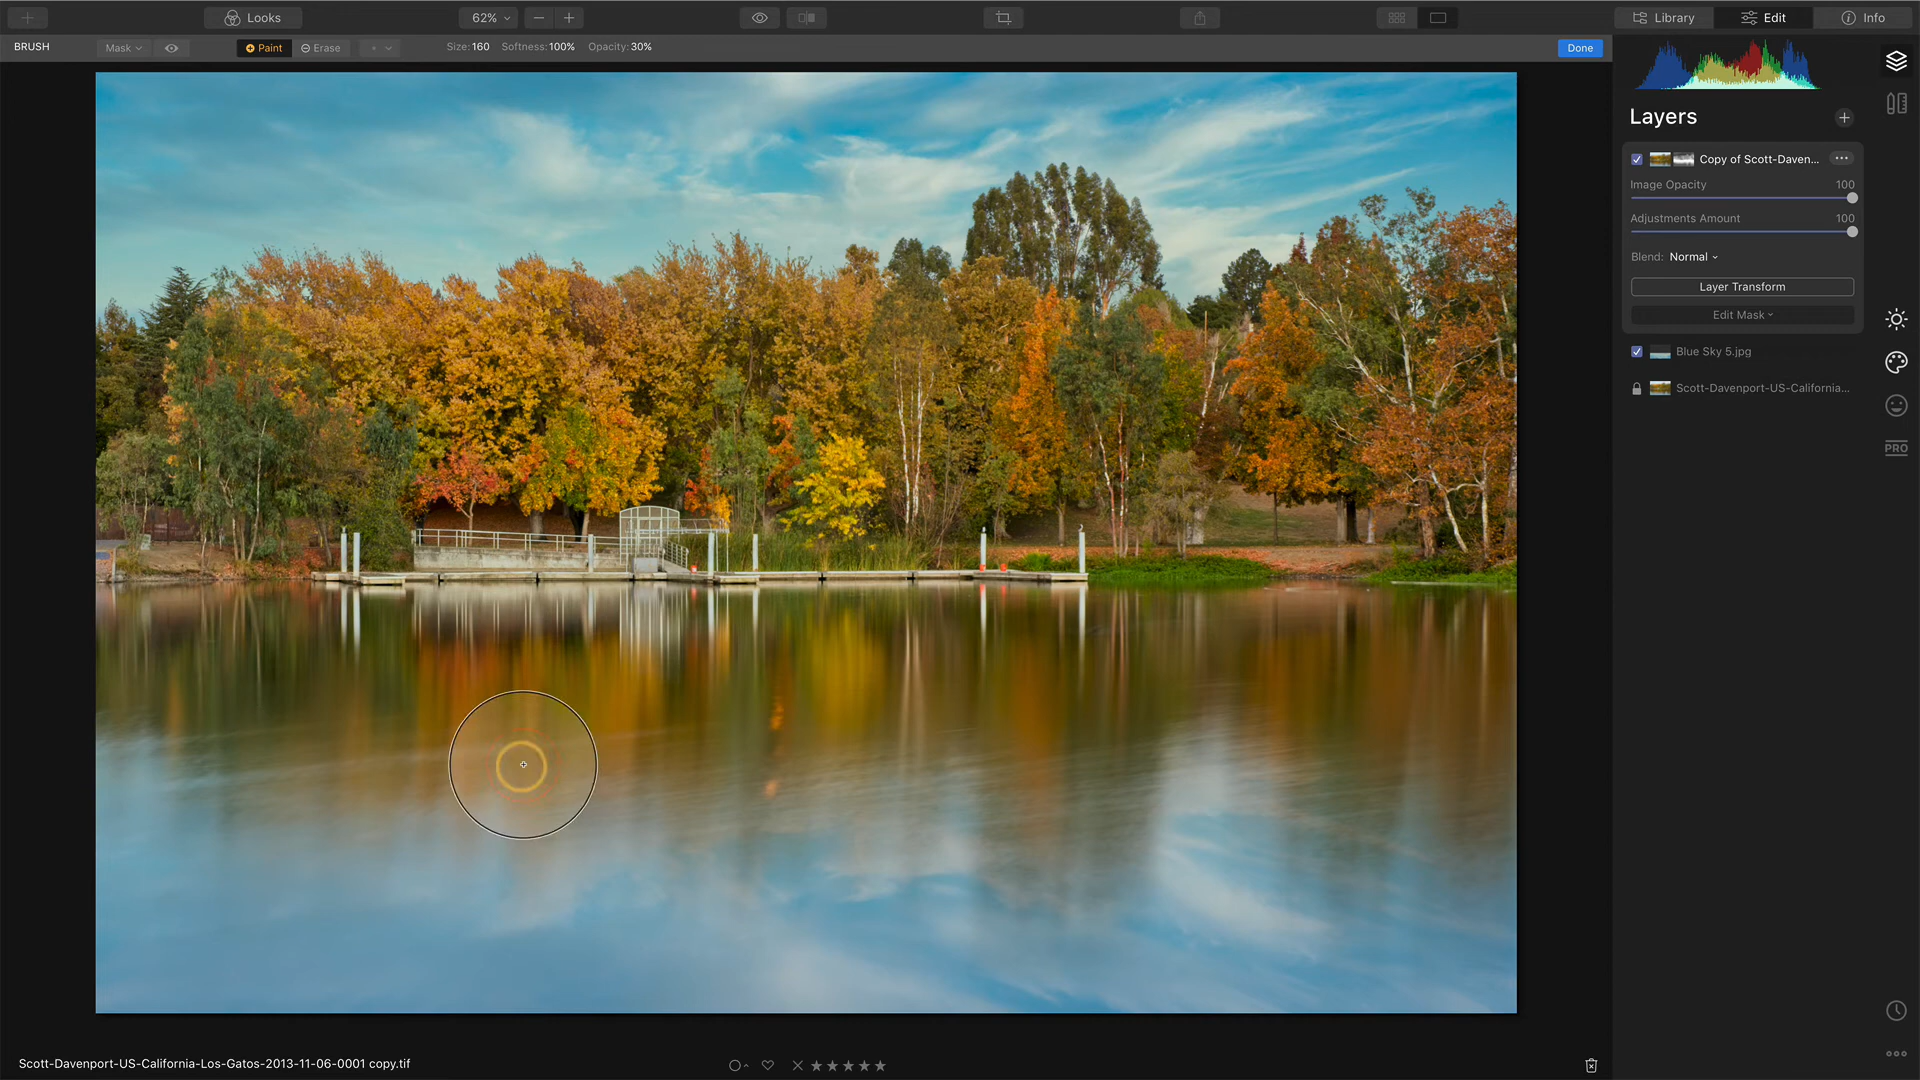 Looks
62%
Library
Edit
Info
BRUSH
Mask
Paint
Erase
Size: 160
Softness: 100%
Opacity: 30%
Done
Layers
Copy of Scott-Daven...
Image Opacity 100
Adjustments Amount 100
Blend: Normal
Layer Transform
Edit Mask
Blue Sky 5.jpg
Scott-Davenport-US-California...
PRO
Scott-Davenport-US-California-Los-Gatos-2013-11-06-0001 copy.tif